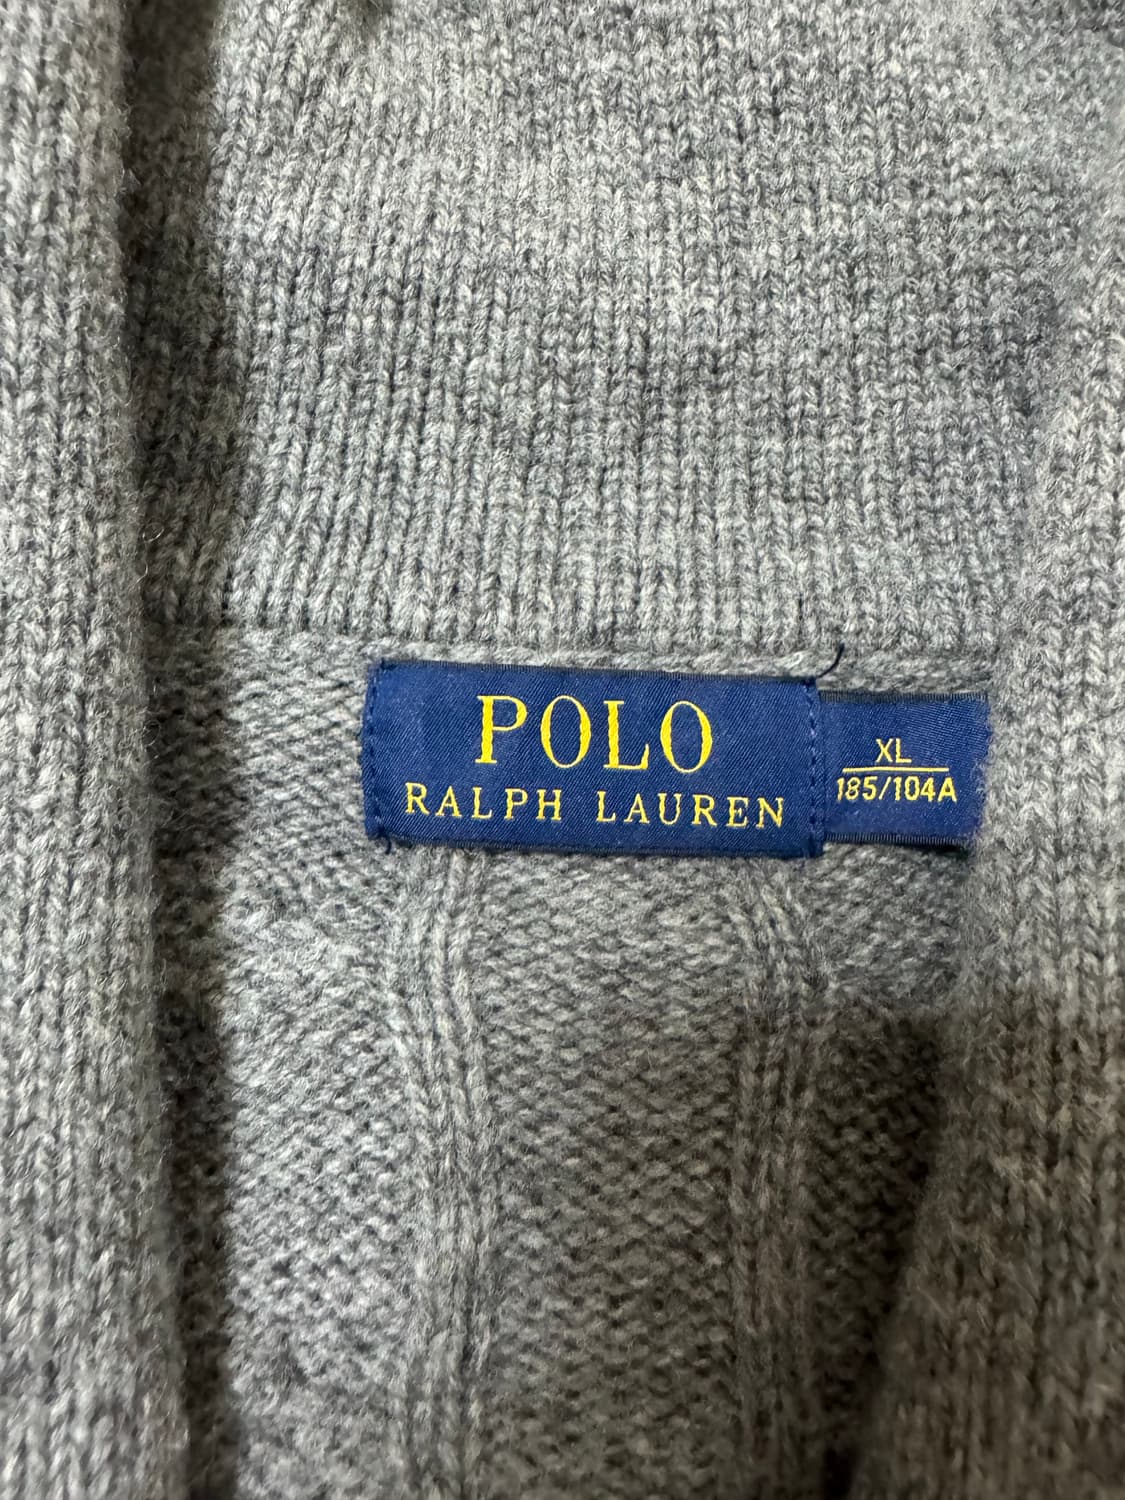 POLO
RALPH LAUREN
XL
185/104A